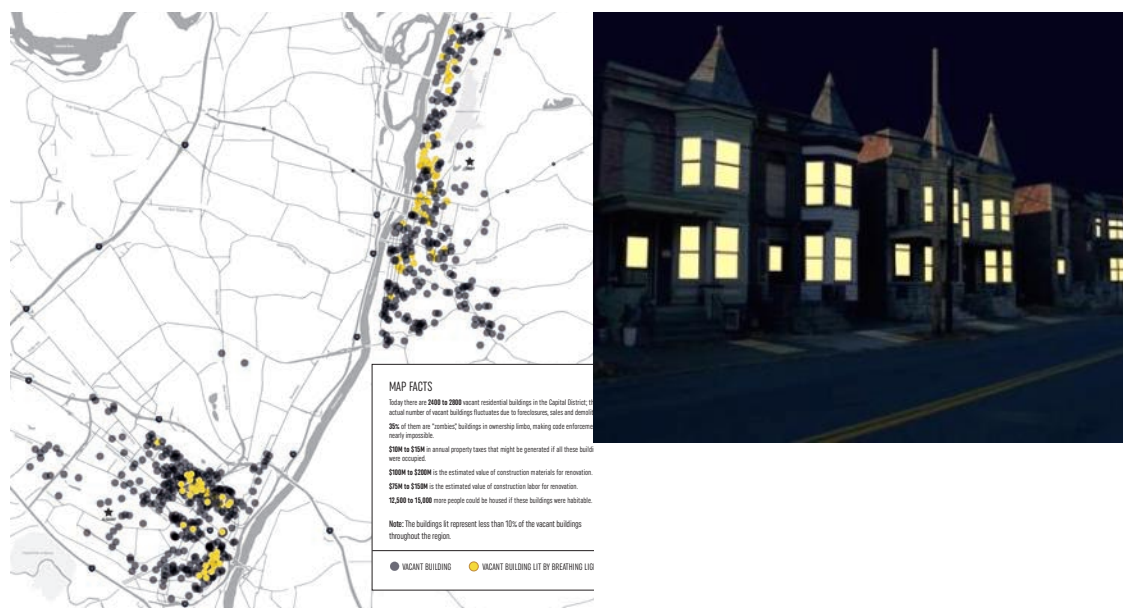 MAP FACTS
Today there are 2400 to 2800 vacant residential buildings in the Capital District; th
actual number of vacant buildings fluctuates due to foreclosures, sales and demolit
35% of them are "zombies," buildings in ownership limbo, making code enforceme
nearly impossible.
$10M to $15M in annual property taxes that might be generated if all these buildi
were occupied.
$100M to $200M is the estimated value of construction materials for renovation.
$75M to $150M is the estimated value of construction labor for renovation.
12,500 to 15,000 more people could be housed if these buildings were habitable.
Note: The buildings lit represent less than 10% of the vacant buildings
throughout the region.
VACANT BUILDING
VACANT BUILDING LIT BY BREATHING LIG